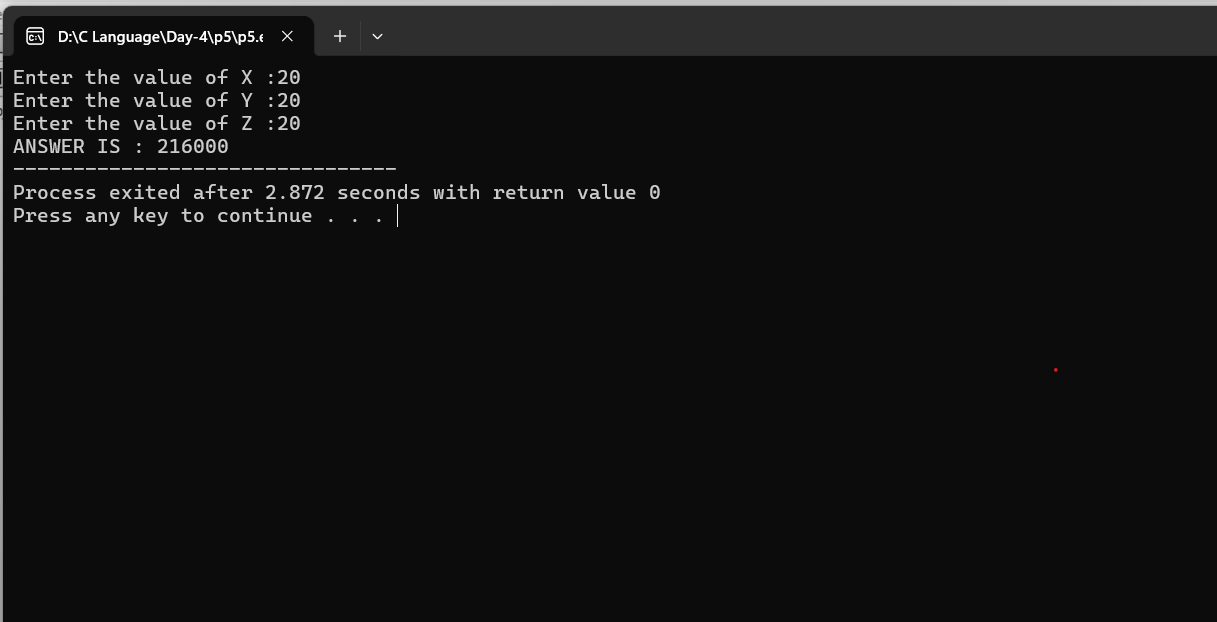 D:\C Language\Day-4\p5\p5.e
Enter the value of X :20
Enter the value of Y :20
Enter the value of Z :20
ANSWER IS : 216000
--------------------------------
Process exited after 2.872 seconds with return value 0
Press any key to continue . . .